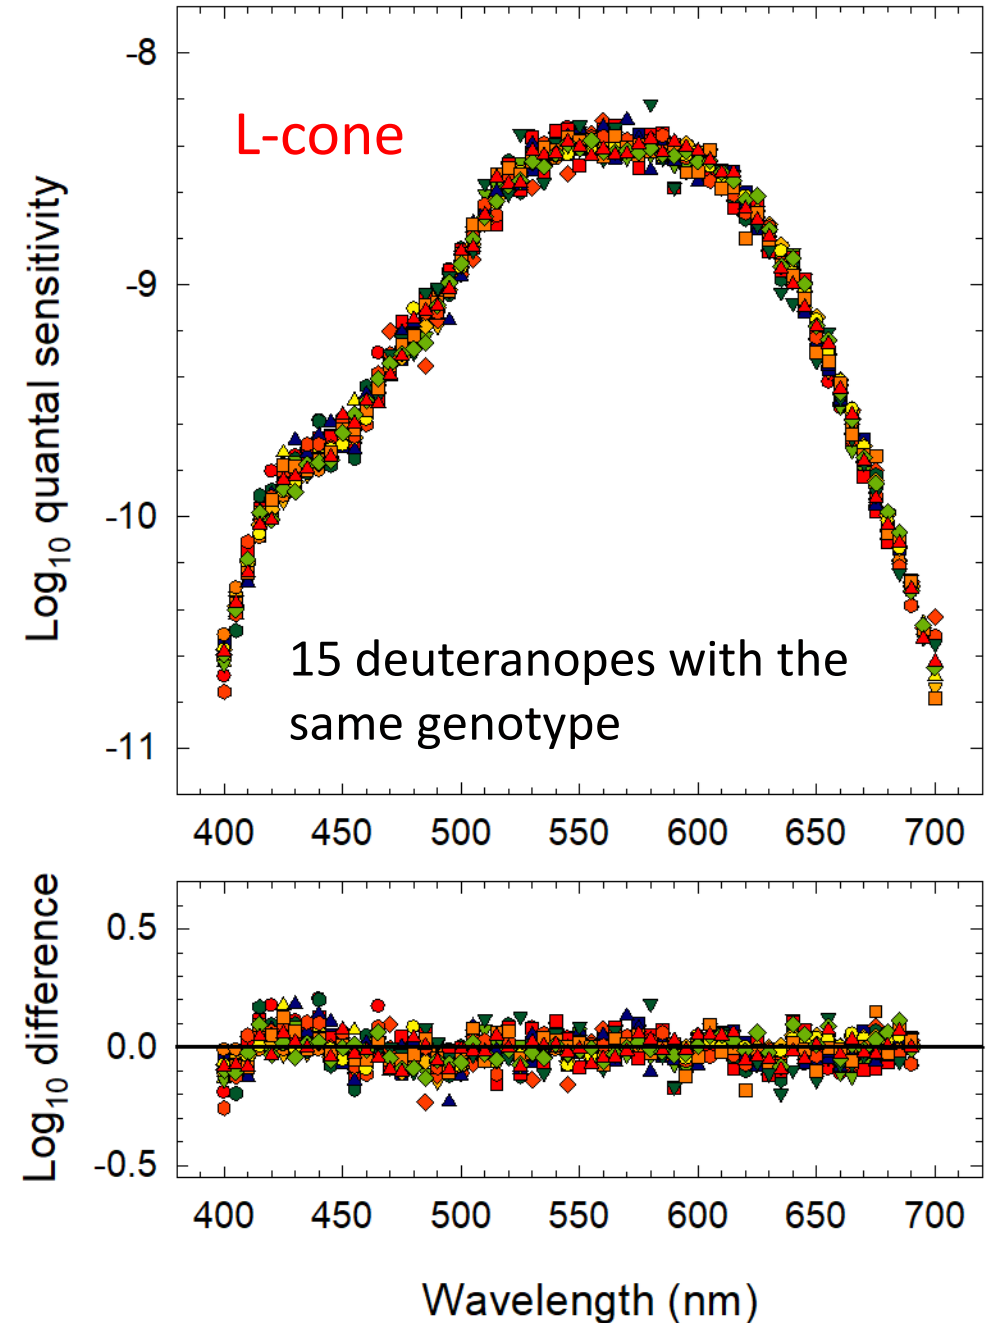 -8
L-cone
-9
Log₁₀ quantal sensitivity
-10
15 deuteranopes with the
same genotype
-11
400 450 500 550 600 650 700
0.5
Log₁₀ difference
0.0
-0.5
400 450 500 550 600 650 700
Wavelength (nm)